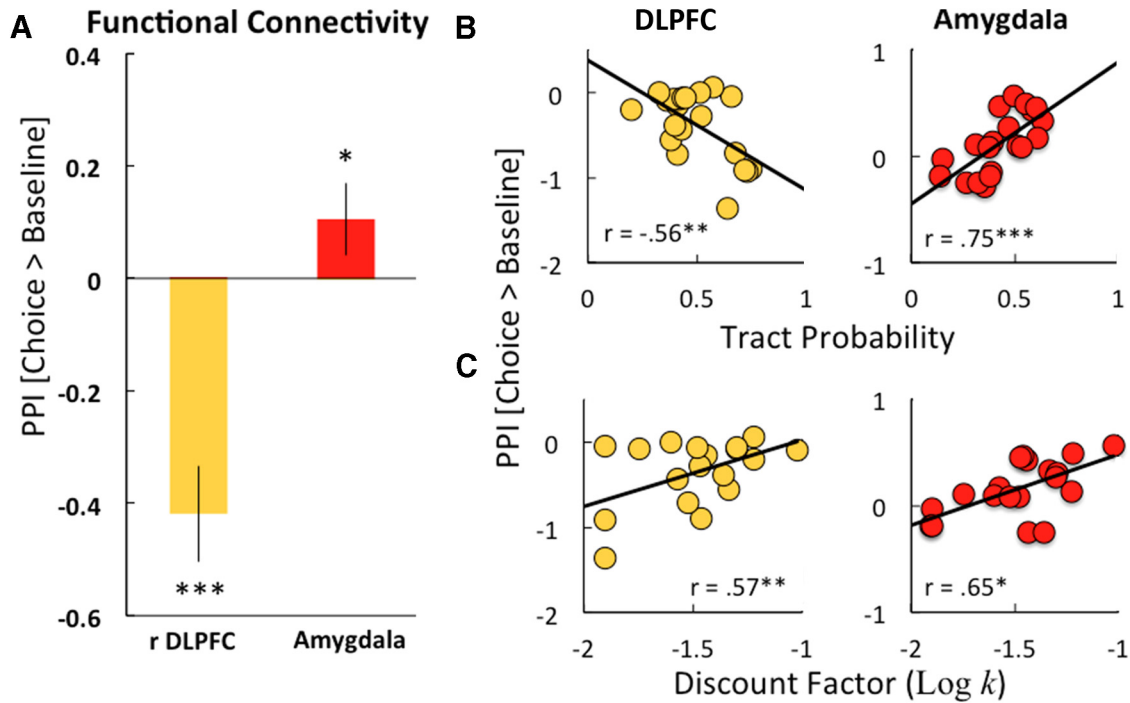 A
Functional Connectivity
PPI [Choice > Baseline]
0.4
0.2
0
-0.2
-0.4
-0.6
*
***
r DLPFC
Amygdala
B
DLPFC
Amygdala
PPI [Choice > Baseline]
0
-1
-2
r = -.56**
0
0.5
1
1
0
-1
r = .75***
0
0.5
1
Tract Probability
C
0
-1
-2
r = .57**
-2
-1.5
-1
1
0
-1
r = .65*
-2
-1.5
-1
Discount Factor (Log k)